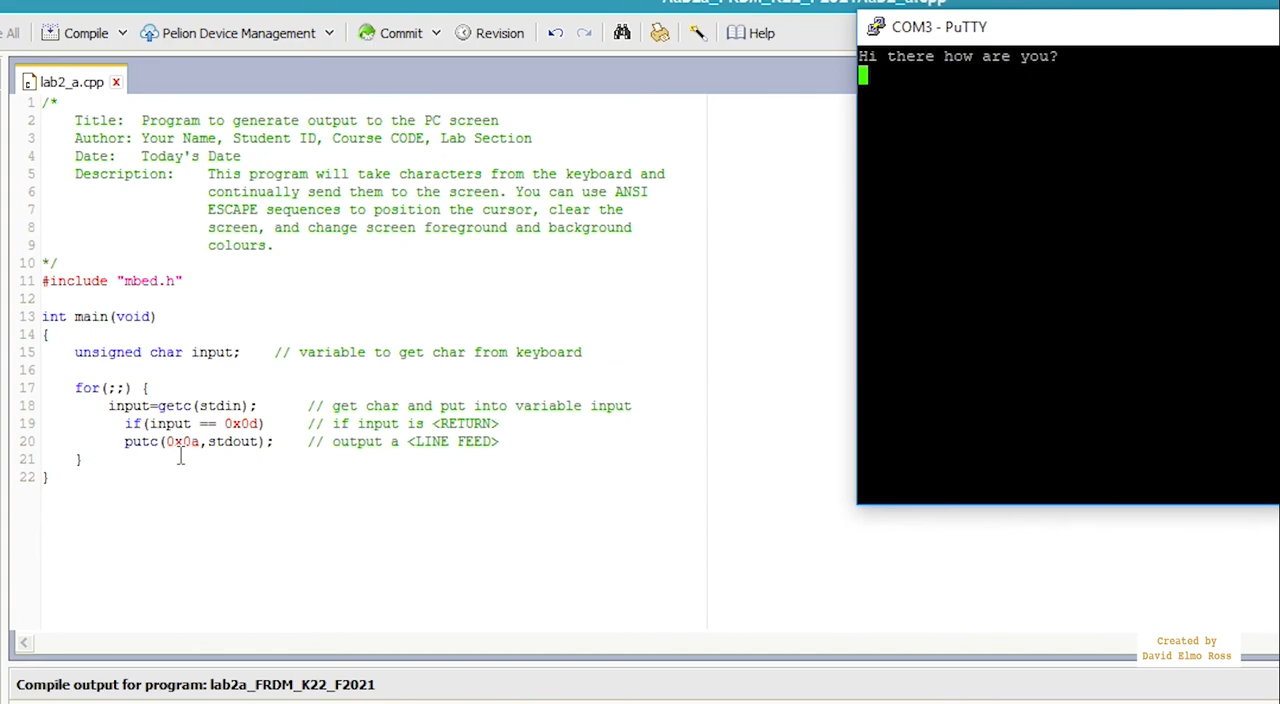 e All Compile Pelion Device Management Commit Revision Help
COM3 - PuTTY
Hi there how are you?
lab2_a.cpp
1 /*
2 Title: Program to generate output to the PC screen
3 Author: Your Name, Student ID, Course CODE, Lab Section
4 Date: Today's Date
5 Description: This program will take characters from the keyboard and
6 continually send them to the screen. You can use ANSI
7 ESCAPE sequences to position the cursor, clear the
8 screen, and change screen foreground and background
9 colours.
10 */
11 #include "mbed.h"
12
13 int main(void)
14 {
15 unsigned char input; // variable to get char from keyboard
16
17 for(;;) {
18 input=getc(stdin); // get char and put into variable input
19 if(input == 0x0d) // if input is <RETURN>
20 putc(0x0a,stdout); // output a <LINE FEED>
21 }
22 }
Created by
David Elmo Ross
Compile output for program: lab2a_FRDM_K22_F2021